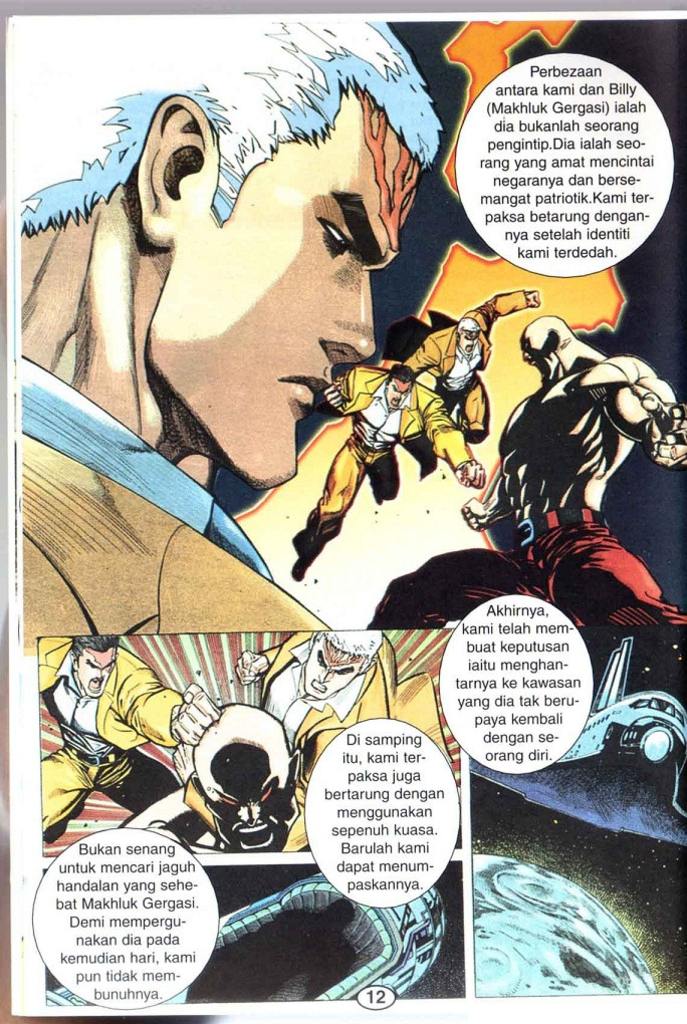 Perbezaan
antara kami dan Billy
(Makhluk Gergasi) ialah
dia bukanlah seorang
pengintip.Dia ialah seo-
rang yang amat mencintai
negaranya dan berse-
mangat patriotik.Kami ter-
paksa betarung dengan-
nya setelah identiti
kami terdedah.
Di samping
itu, kami ter-
paksa juga
bertarung dengan
menggunakan
sepenuh kuasa.
Barulah kami
dapat menum-
paskannya.
Bukan senang
untuk mencari jaguh
handalan yang sehe-
bat Makhluk Gergasi.
Demi mempergu-
nakan dia pada
kemudian hari, kami
pun tidak mem-
bunuhnya.
Akhirnya,
kami telah mem-
buat keputusan
iaitu menghan-
tarnya ke kawasan
yang dia tak beru-
paya kembali
dengan se-
orang diri.
12